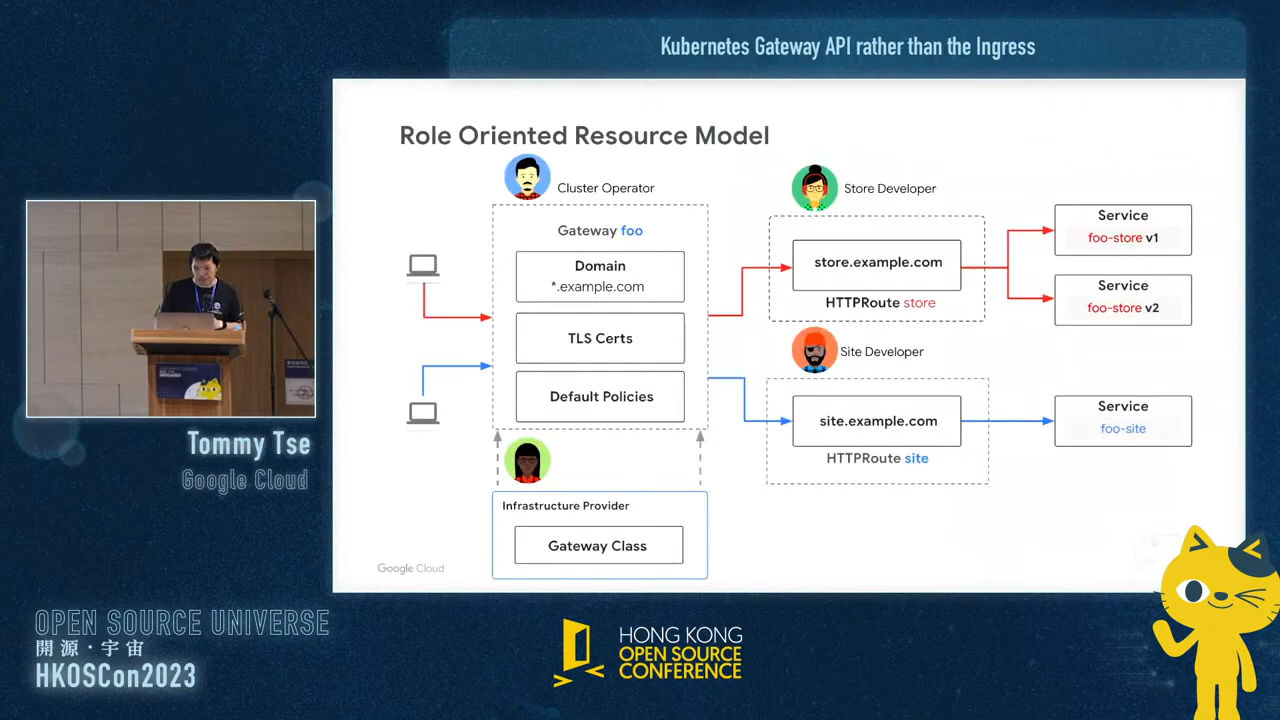 Kubernetes Gateway API rather than the Ingress
Role Oriented Resource Model
Cluster Operator
Gateway foo
Domain
*.example.com
TLS Certs
Default Policies
Infrastructure Provider
Gateway Class
Store Developer
store.example.com
HTTPRoute store
Site Developer
site.example.com
HTTPRoute site
Service
foo-store v1
Service
foo-store v2
Service
foo-site
Google Cloud
Tommy Tse
Google Cloud
OPEN SOURCE UNIVERSE
開源·宇宙
HKOSCon2023
HONG KONG
OPEN SOURCE
CONFERENCE